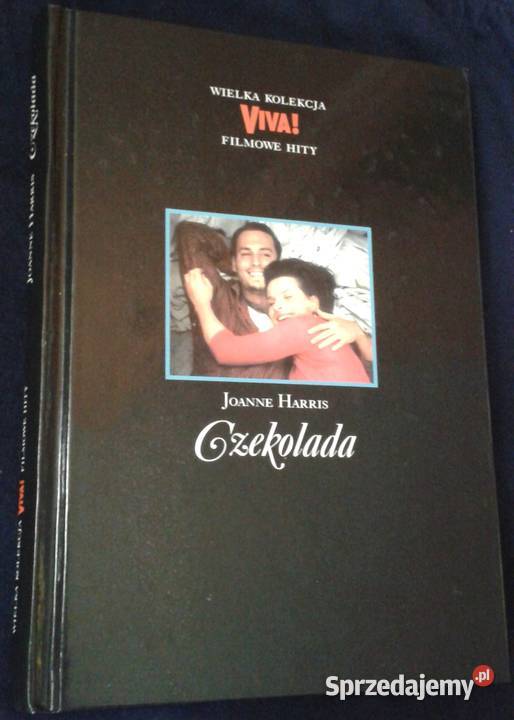 WIELKA KOLEKCJA
VIVA!
FILMOWE HITY
JOANNE HARRIS
Czekolada
WIELKA KOLEKCJA VIVA! FILMOWE HITY JOANNE HARRIS Czekolada
Sprzedajemy.pl